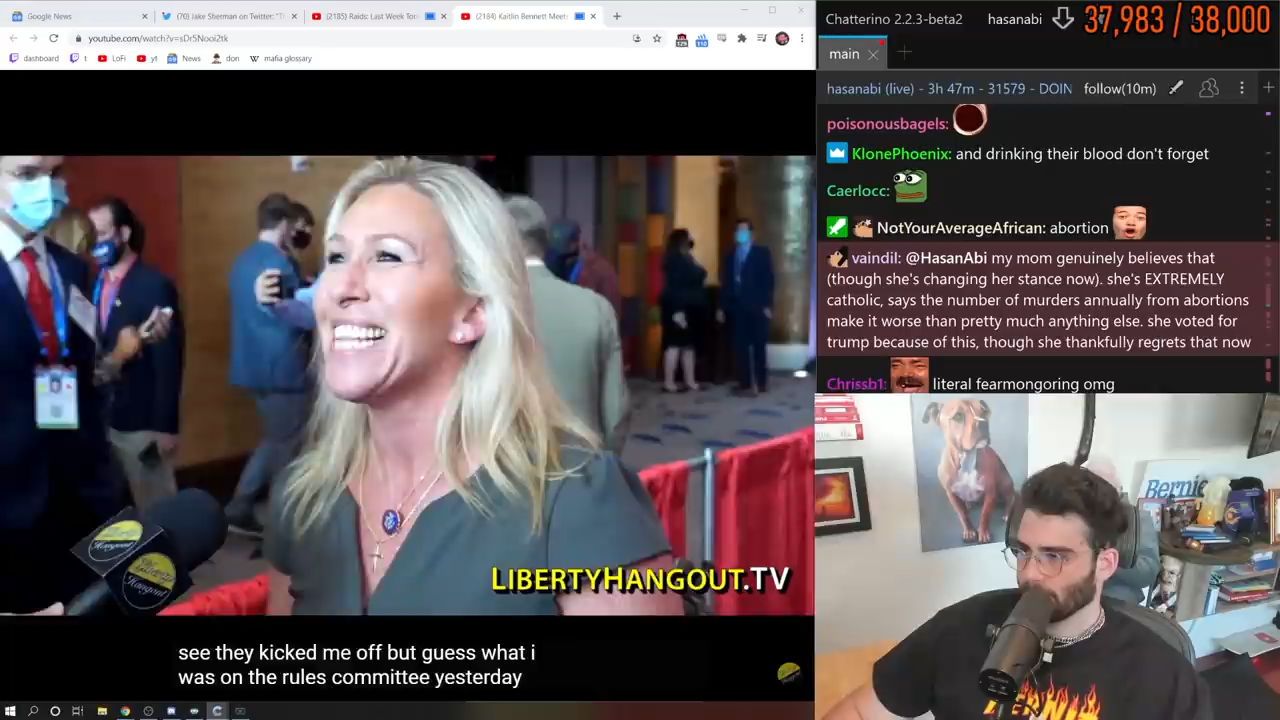 Google News
(70) Jake Sherman on Twitter: "T
(2185) Raids: Last Week Ton
(2184) Kaitlin Bennett Meets
youtube.com/watch?v=sDr5Nooi2tk
dashboard
t
LoFi
yt
News
don
mafia glossary
LIBERTYHANGOUT.TV
Liberty Hangout
see they kicked me off but guess what i
was on the rules committee yesterday
Chatterino 2.2.3-beta2
hasanabi
37,983 / 38,000
main
hasanabi (live) - 3h 47m - 31579 - DOIN
follow(10m)
poisonousbagels:
KlonePhoenix: and drinking their blood don't forget
Caerlocc:
NotYourAverageAfrican: abortion
vaindil: @HasanAbi my mom genuinely believes that
(though she's changing her stance now). she's EXTREMELY
catholic, says the number of murders annually from abortions
make it worse than pretty much anything else. she voted for
trump because of this, though she thankfully regrets that now
Chrissb1: literal fearmongoring omg
Bernie